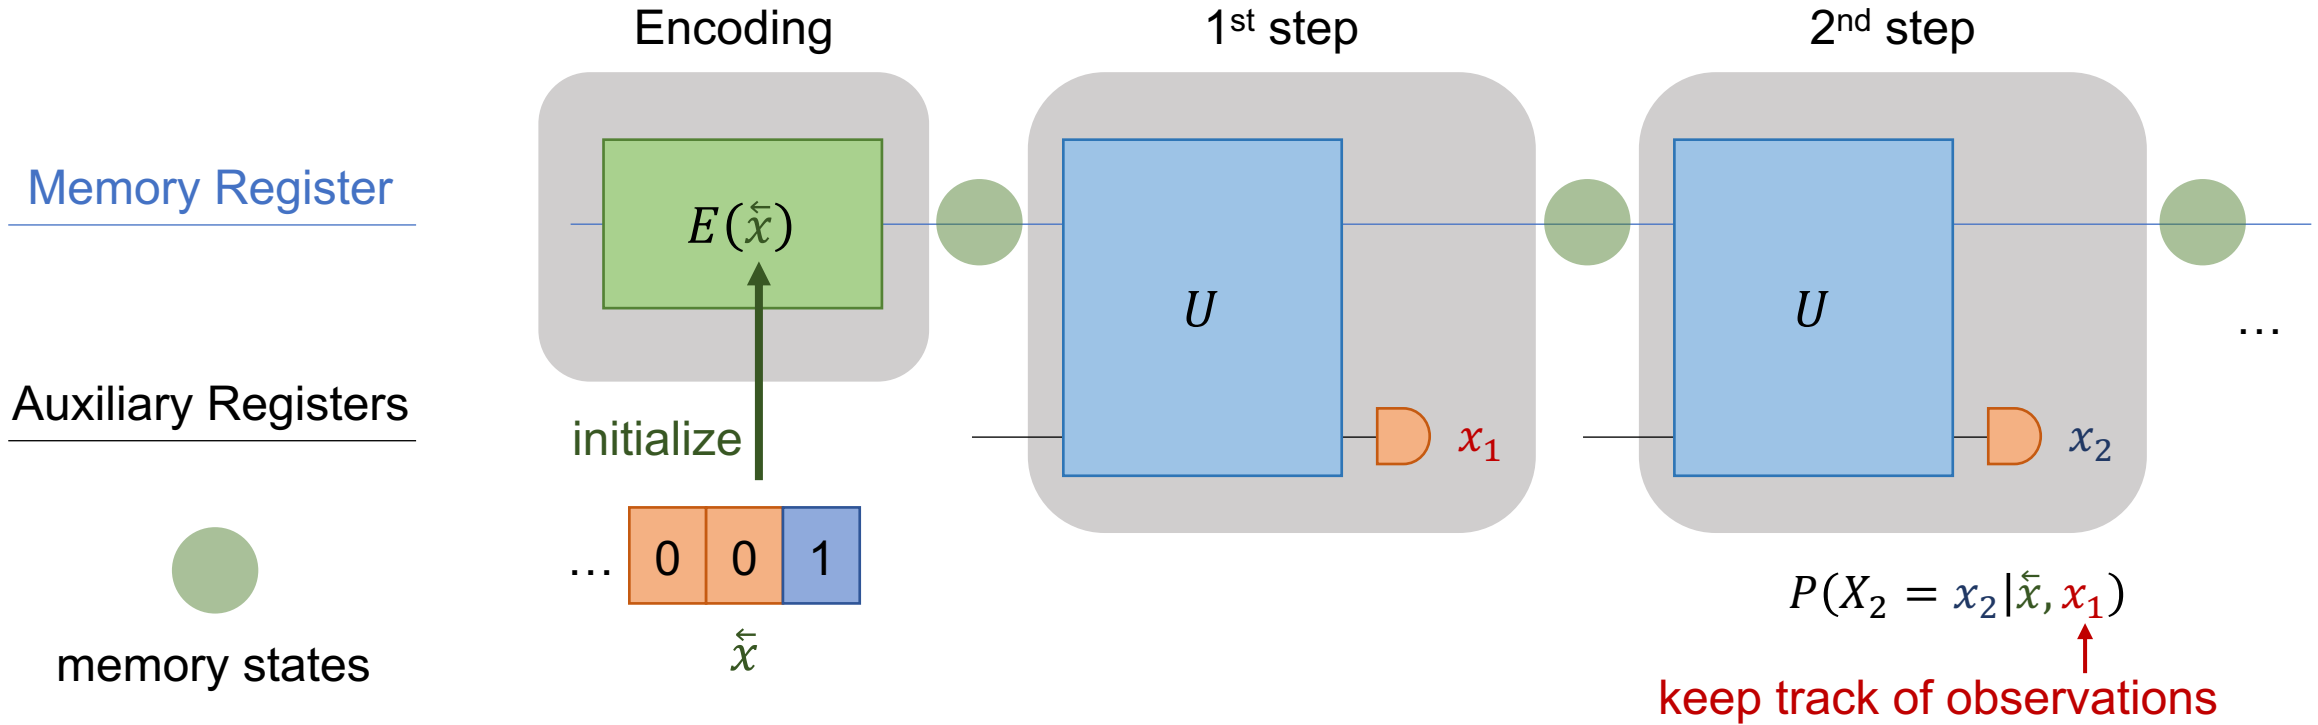 Encoding
1st step
2nd step
Memory Register
E(x⃖)
U
U
...
Auxiliary Registers
initialize
x₁
x₂
... 0 0 1
x⃖
memory states
P(X₂ = x₂|x⃖, x₁)
keep track of observations